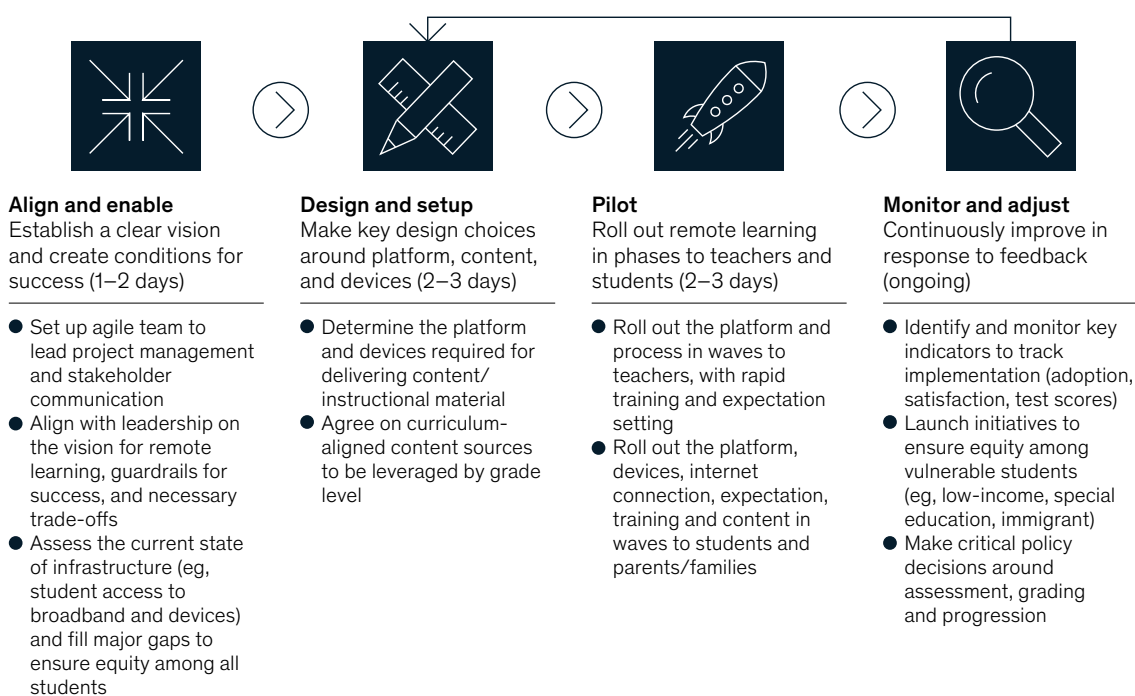 Align and enable
Establish a clear vision
and create conditions for
success (1–2 days)
● Set up agile team to
lead project management
and stakeholder
communication
● Align with leadership on
the vision for remote
learning, guardrails for
success, and necessary
trade-offs
● Assess the current state
of infrastructure (eg,
student access to
broadband and devices)
and fill major gaps to
ensure equity among all
students
Design and setup
Make key design choices
around platform, content,
and devices (2–3 days)
● Determine the platform
and devices required for
delivering content/
instructional material
● Agree on curriculum-
aligned content sources
to be leveraged by grade
level
Pilot
Roll out remote learning
in phases to teachers and
students (2–3 days)
● Roll out the platform and
process in waves to
teachers, with rapid
training and expectation
setting
● Roll out the platform,
devices, internet
connection, expectation,
training and content in
waves to students and
parents/families
Monitor and adjust
Continuously improve in
response to feedback
(ongoing)
● Identify and monitor key
indicators to track
implementation (adoption,
satisfaction, test scores)
● Launch initiatives to
ensure equity among
vulnerable students
(eg, low-income, special
education, immigrant)
● Make critical policy
decisions around
assessment, grading
and progression